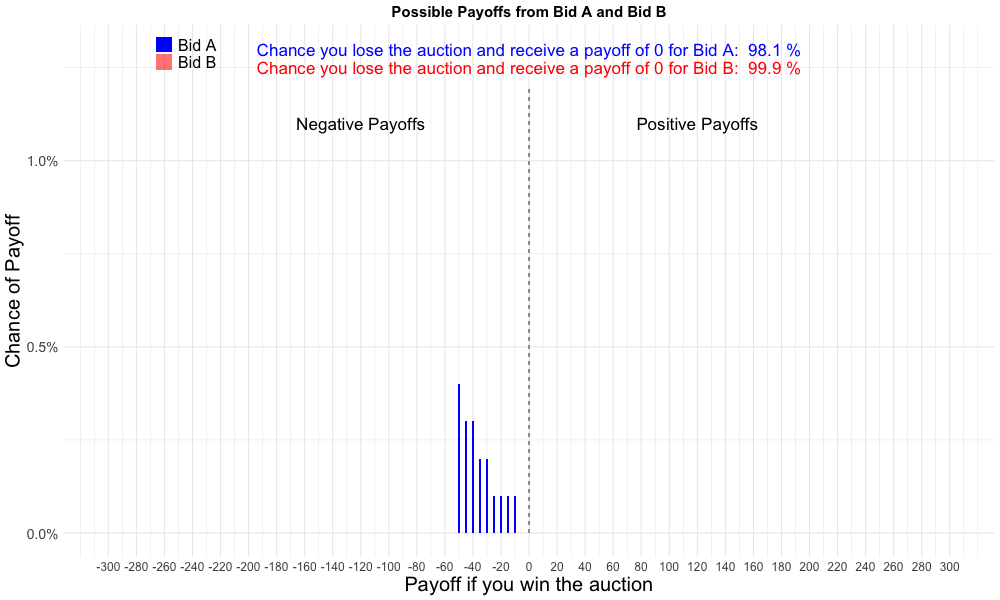 Possible Payoffs from Bid A and Bid B
Bid A
Bid B
Chance you lose the auction and receive a payoff of 0 for Bid A: 98.1 %
Chance you lose the auction and receive a payoff of 0 for Bid B: 99.9 %
Negative Payoffs
Positive Payoffs
Chance of Payoff
1.0%
0.5%
0.0%
-300 -280 -260 -240 -220 -200 -180 -160 -140 -120 -100 -80 -60 -40 -20 0 20 40 60 80 100 120 140 160 180 200 220 240 260 280 300
Payoff if you win the auction